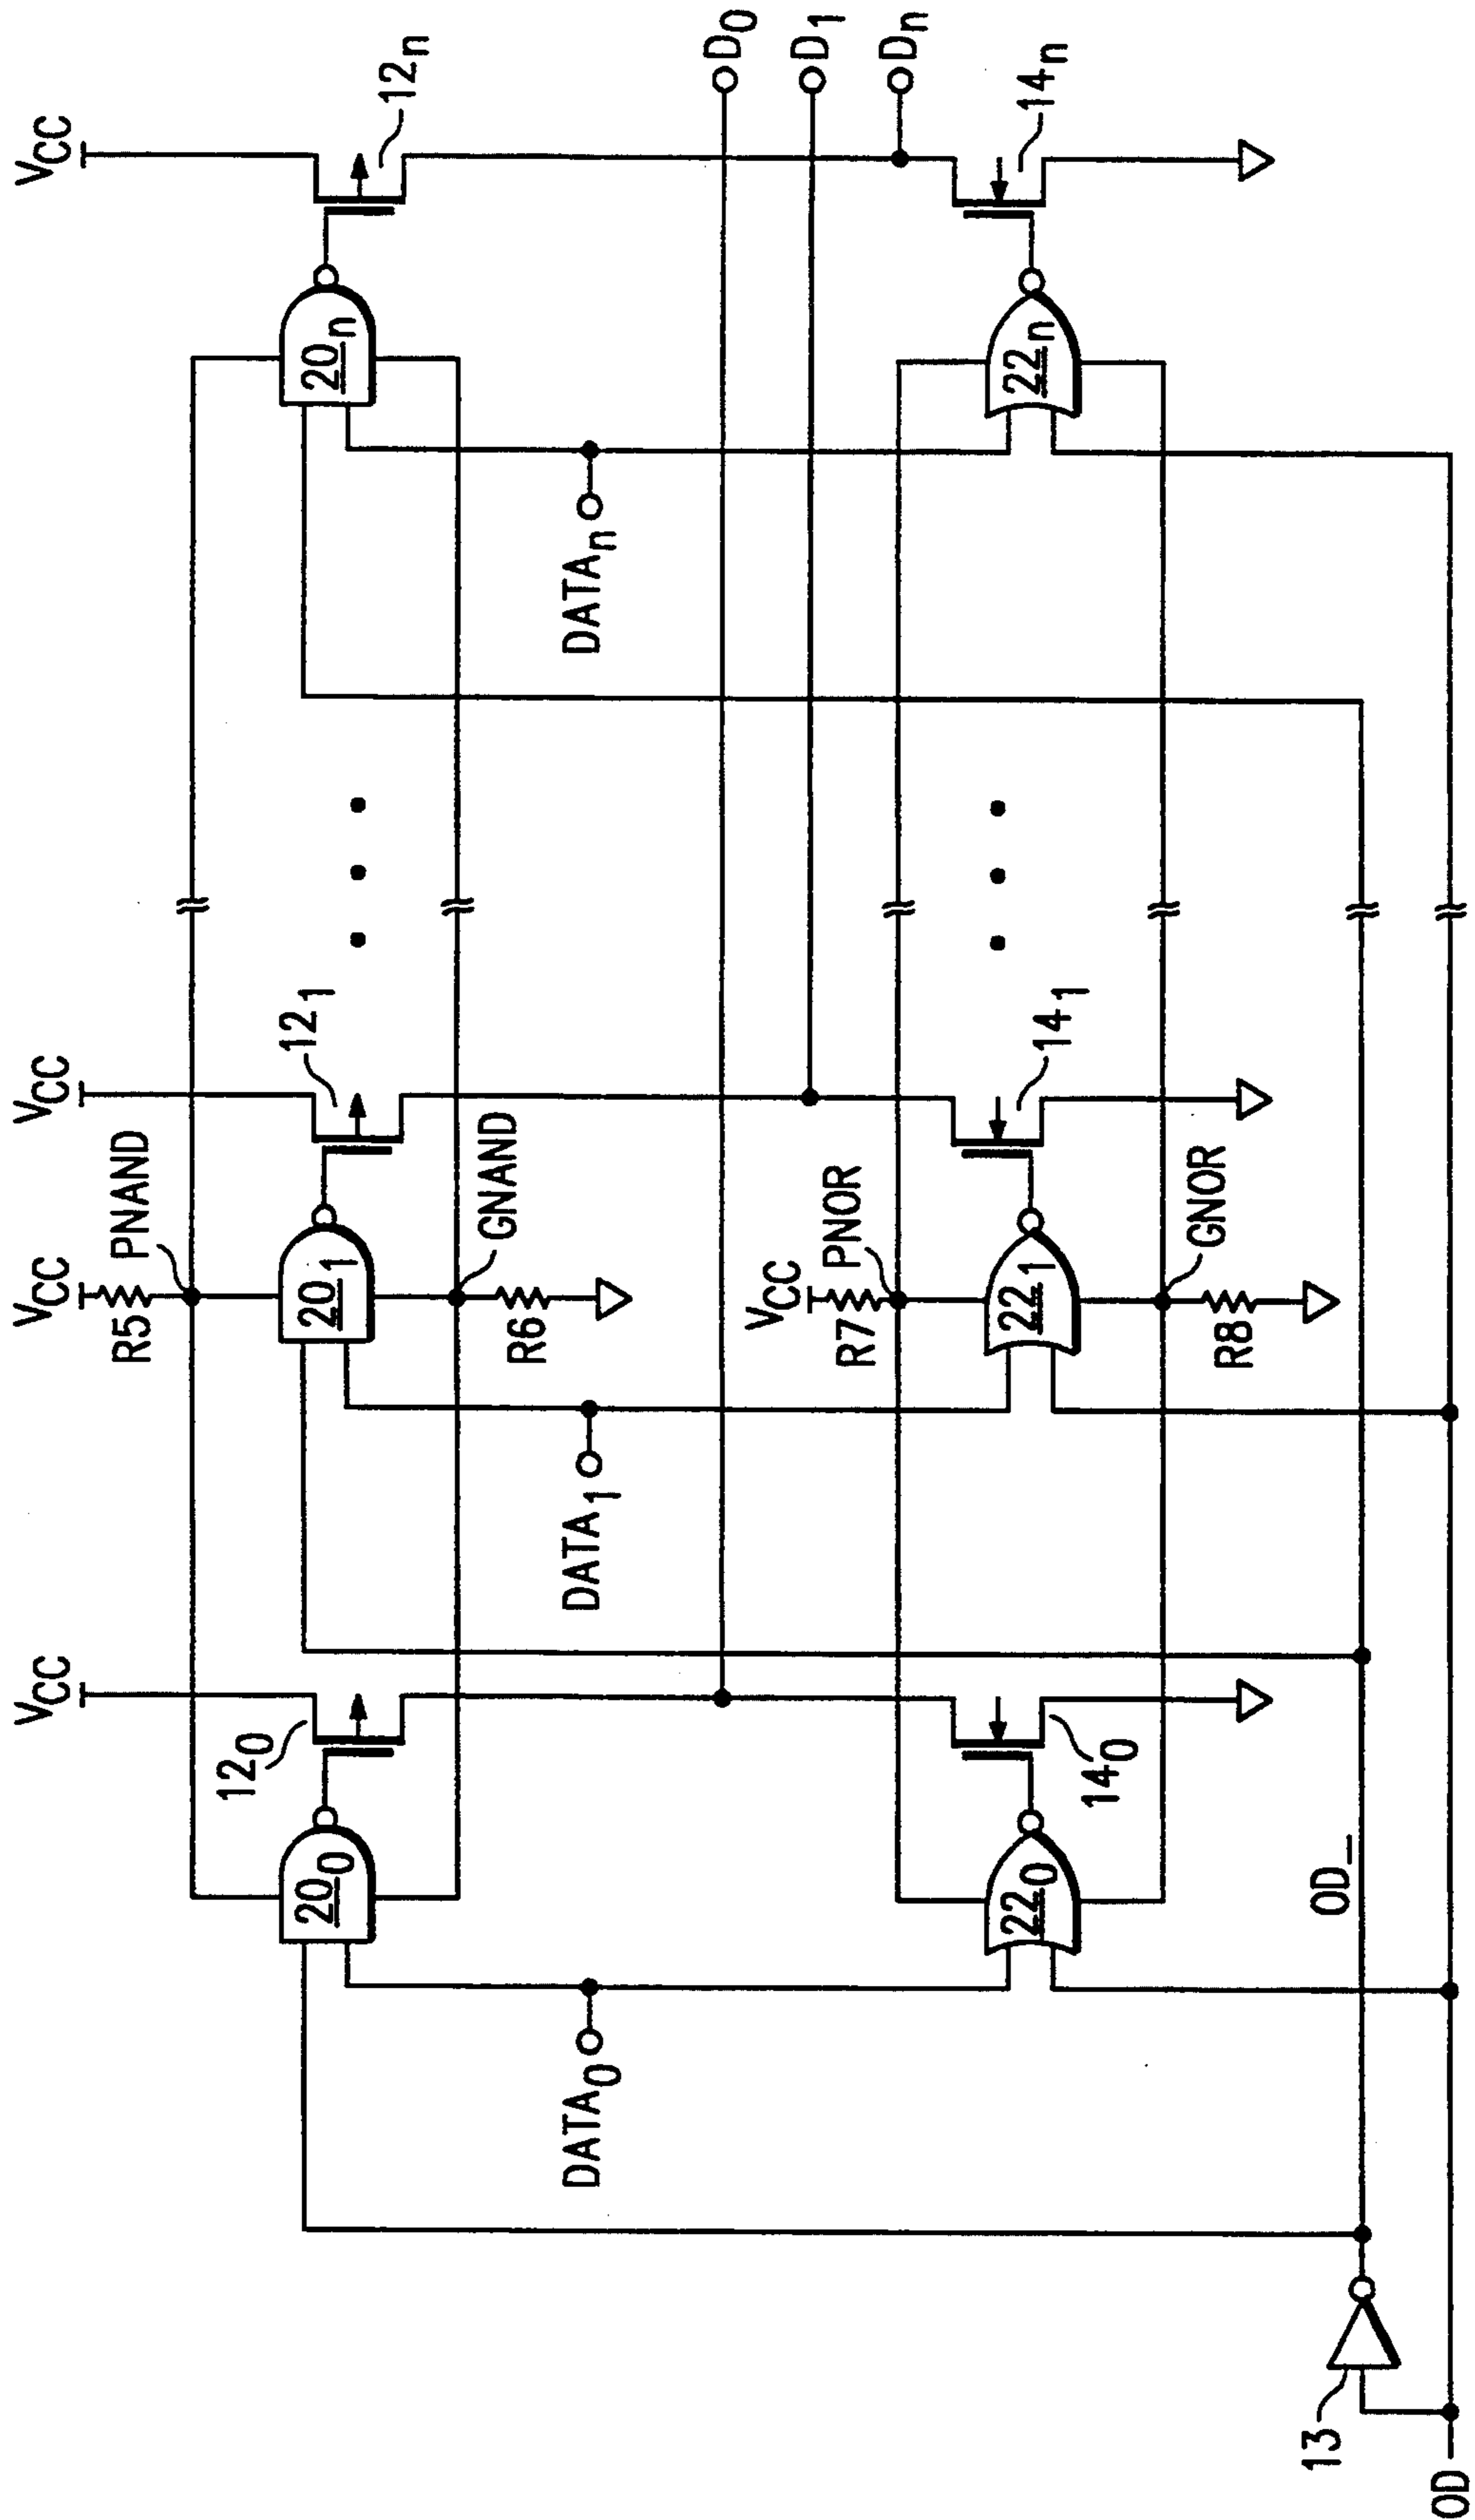 VCC
VCC
VCC
VCC
R5
PNAND
12₀
12₁
12ₙ
20₀
20₁
20ₙ
GNAND
R6
DATA₀
DATA₁
DATAₙ
D₀
D₁
Dₙ
VCC
R7
PNOR
22₀
22₁
22ₙ
14₀
14₁
14ₙ
GNOR
R8
OD_
13
OD